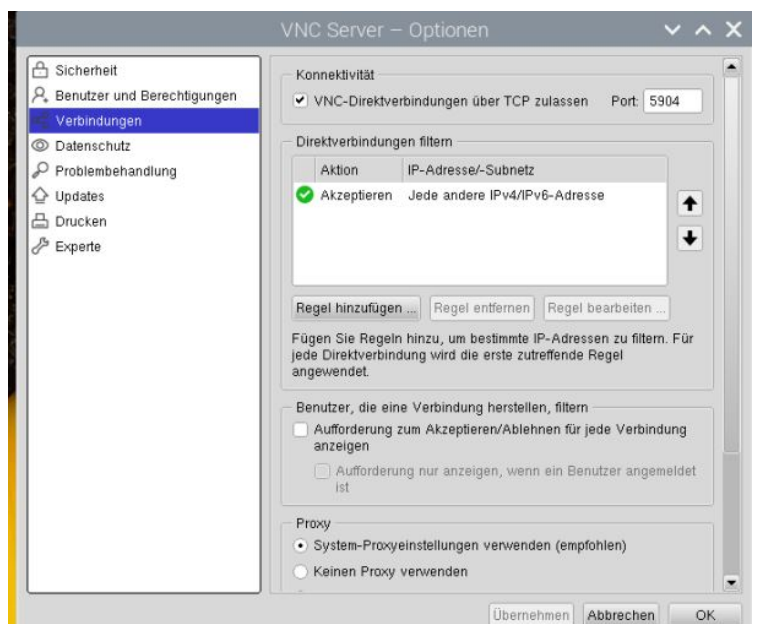 VNC Server – Optionen
Sicherheit
Benutzer und Berechtigungen
Verbindungen
Datenschutz
Problembehandlung
Updates
Drucken
Experte
Konnektivität
VNC-Direktverbindungen über TCP zulassen Port: 5904
Direktverbindungen filtern
Aktion IP-Adresse/-Subnetz
Akzeptieren Jede andere IPv4/IPv6-Adresse
Regel hinzufügen ... Regel entfernen Regel bearbeiten ...
Fügen Sie Regeln hinzu, um bestimmte IP-Adressen zu filtern. Für
jede Direktverbindung wird die erste zutreffende Regel
angewendet.
Benutzer, die eine Verbindung herstellen, filtern
Aufforderung zum Akzeptieren/Ablehnen für jede Verbindung
anzeigen
Aufforderung nur anzeigen, wenn ein Benutzer angemeldet
ist
Proxy
System-Proxyeinstellungen verwenden (empfohlen)
Keinen Proxy verwenden
Übernehmen Abbrechen OK